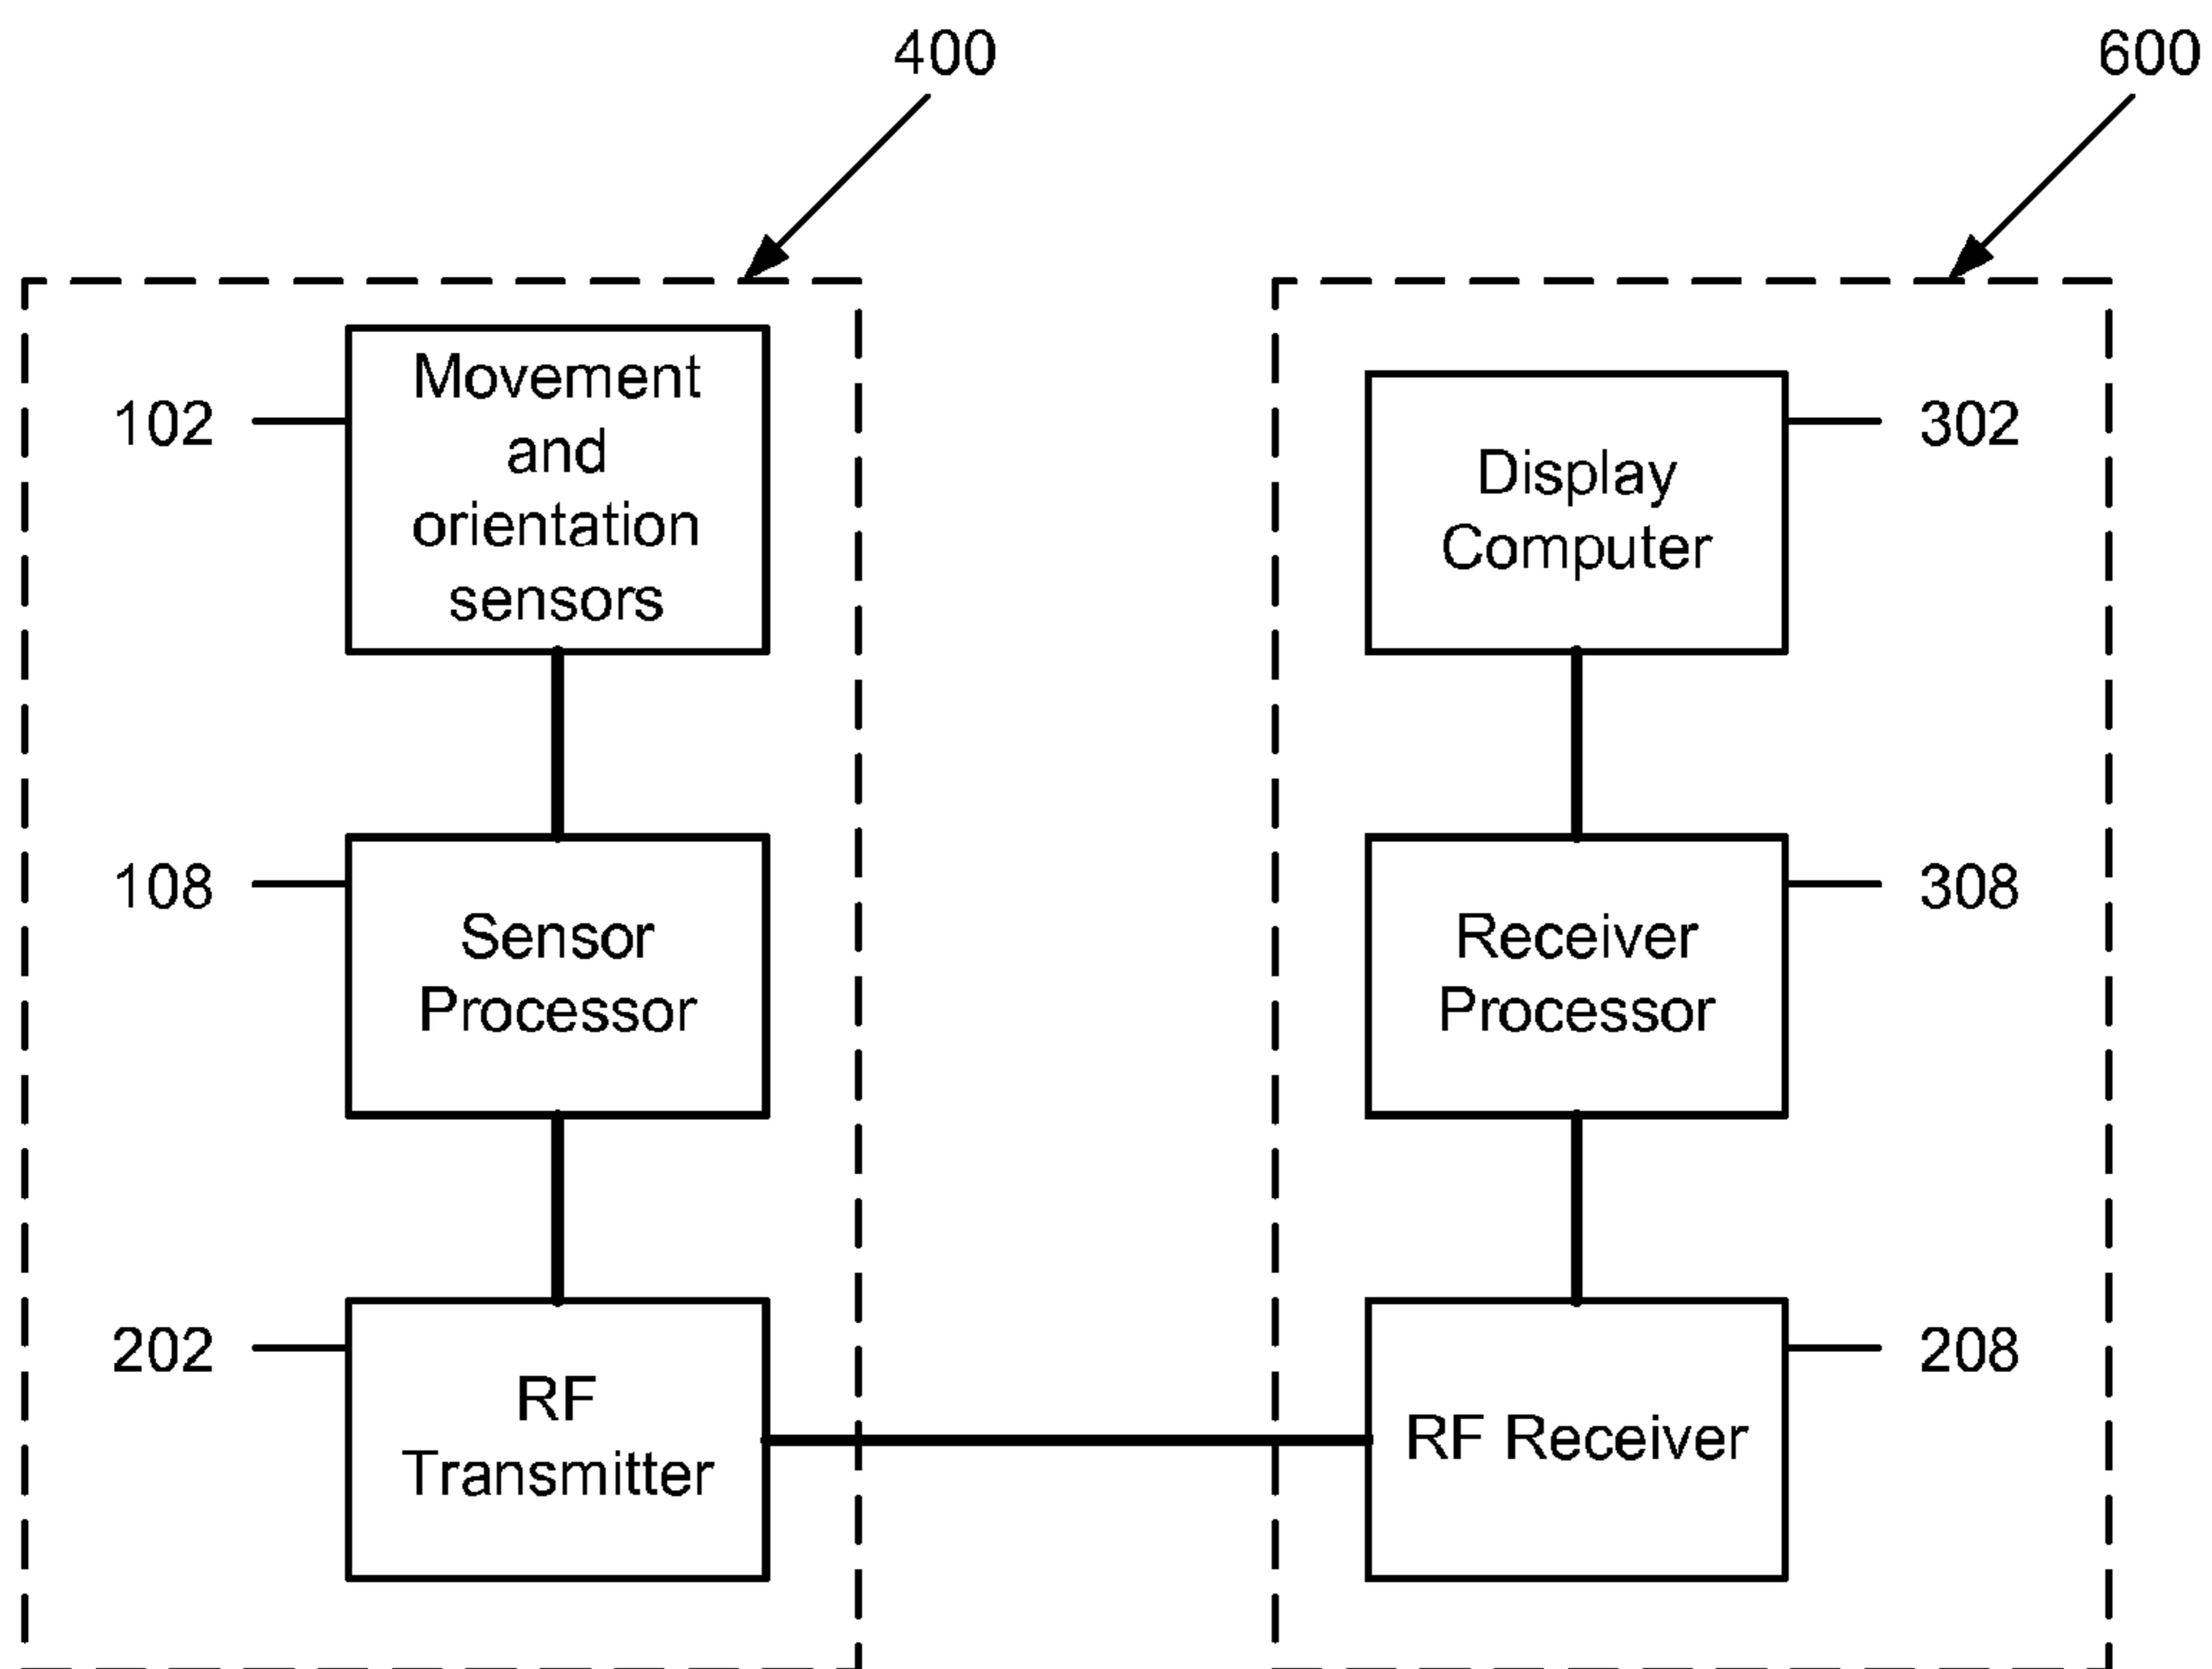 400
600
102
Movement
and
orientation
sensors
Display
Computer
302
108
Sensor
Processor
Receiver
Processor
308
202
RF
Transmitter
RF Receiver
208